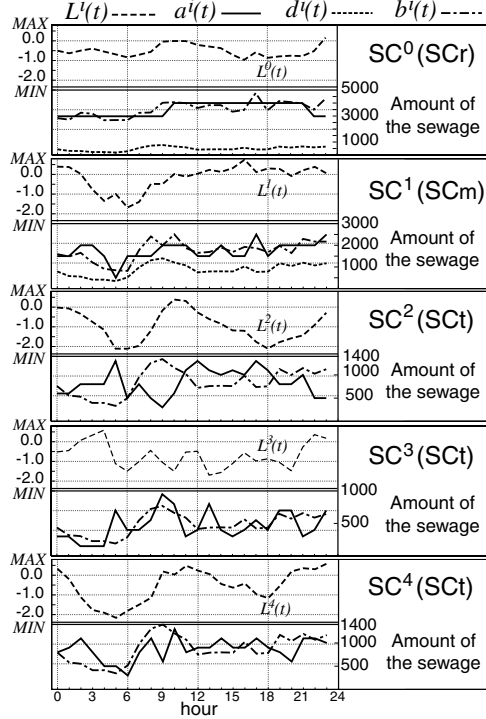 L^i(t) a^i(t) d^i(t) b^i(t)
MAX
0.0
-1.0
-2.0
MIN
L^0(t)
SC^0(SCr)
5000
3000
1000
Amount of
the sewage
MAX
0.0
-1.0
-2.0
MIN
L^1(t)
SC^1(SCm)
3000
2000
1000
Amount of
the sewage
MAX
0.0
-1.0
-2.0
MIN
L^2(t)
SC^2(SCt)
1400
1000
500
Amount of
the sewage
MAX
0.0
-1.0
-2.0
MIN
L^3(t)
SC^3(SCt)
1000
500
Amount of
the sewage
MAX
0.0
-1.0
-2.0
MIN
L^4(t)
SC^4(SCt)
1400
1000
500
Amount of
the sewage
0 3 6 9 12 15 18 21 24
hour